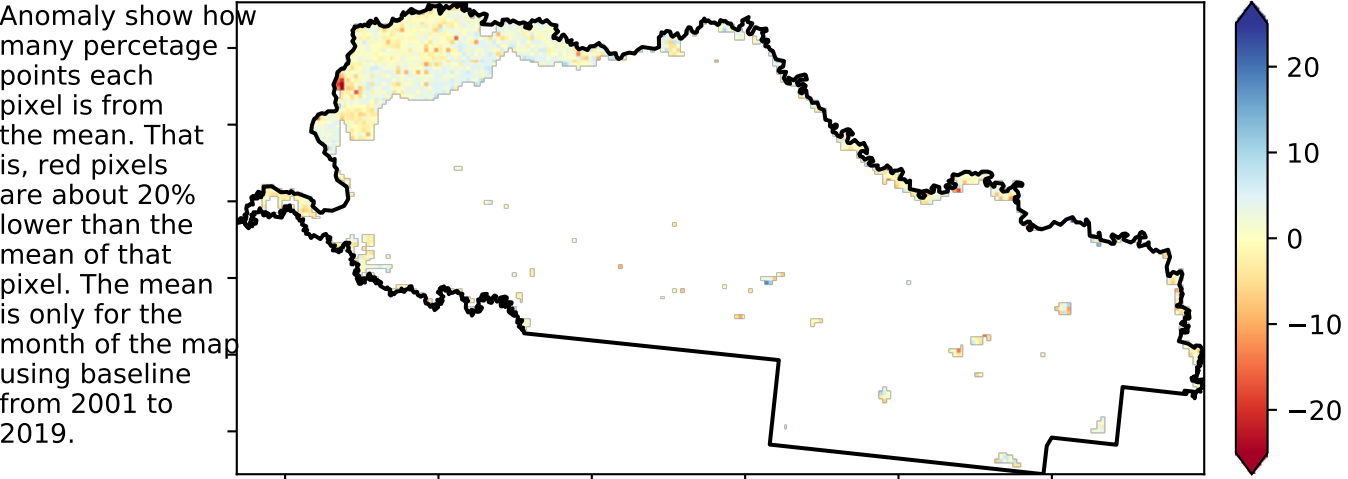 Anomaly show how
many percetage
points each
pixel is from
the mean. That
is, red pixels
are about 20%
lower than the
mean of that
pixel. The mean
is only for the
month of the map
using baseline
from 2001 to
2019.
20
10
0
−10
−20